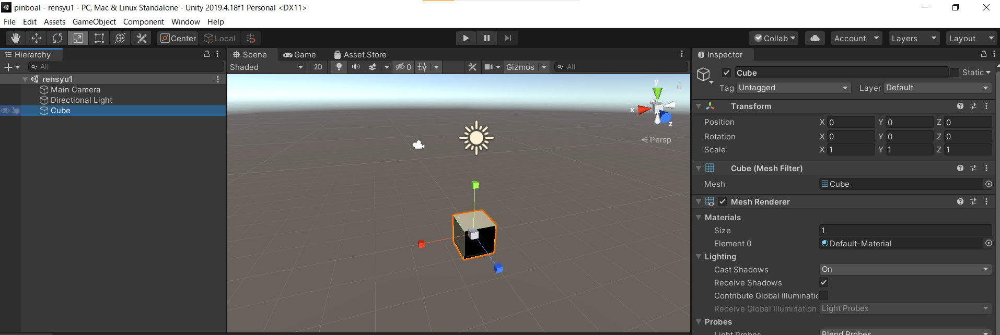 pinboal - rensyu1 - PC, Mac & Linux Standalone - Unity 2019.4.18f1 Personal <DX11>
File Edit Assets GameObject Component Window Help
Center Local Collab Account Layers Layout
Hierarchy
All
rensyu1
Main Camera
Directional Light
Cube
Scene Game Asset Store
Shaded 2D 0 Gizmos All
y
x
z
Persp
Inspector
Cube Static
Tag Untagged Layer Default
Transform
Position X 0 Y 0 Z 0
Rotation X 0 Y 0 Z 0
Scale X 1 Y 1 Z 1
Cube (Mesh Filter)
Mesh Cube
Mesh Renderer
Materials
Size 1
Element 0 Default-Material
Lighting
Cast Shadows On
Receive Shadows
Contribute Global Illuminatic
Receive Global Illumination Light Probes
Probes
Light Probes Blend Probes